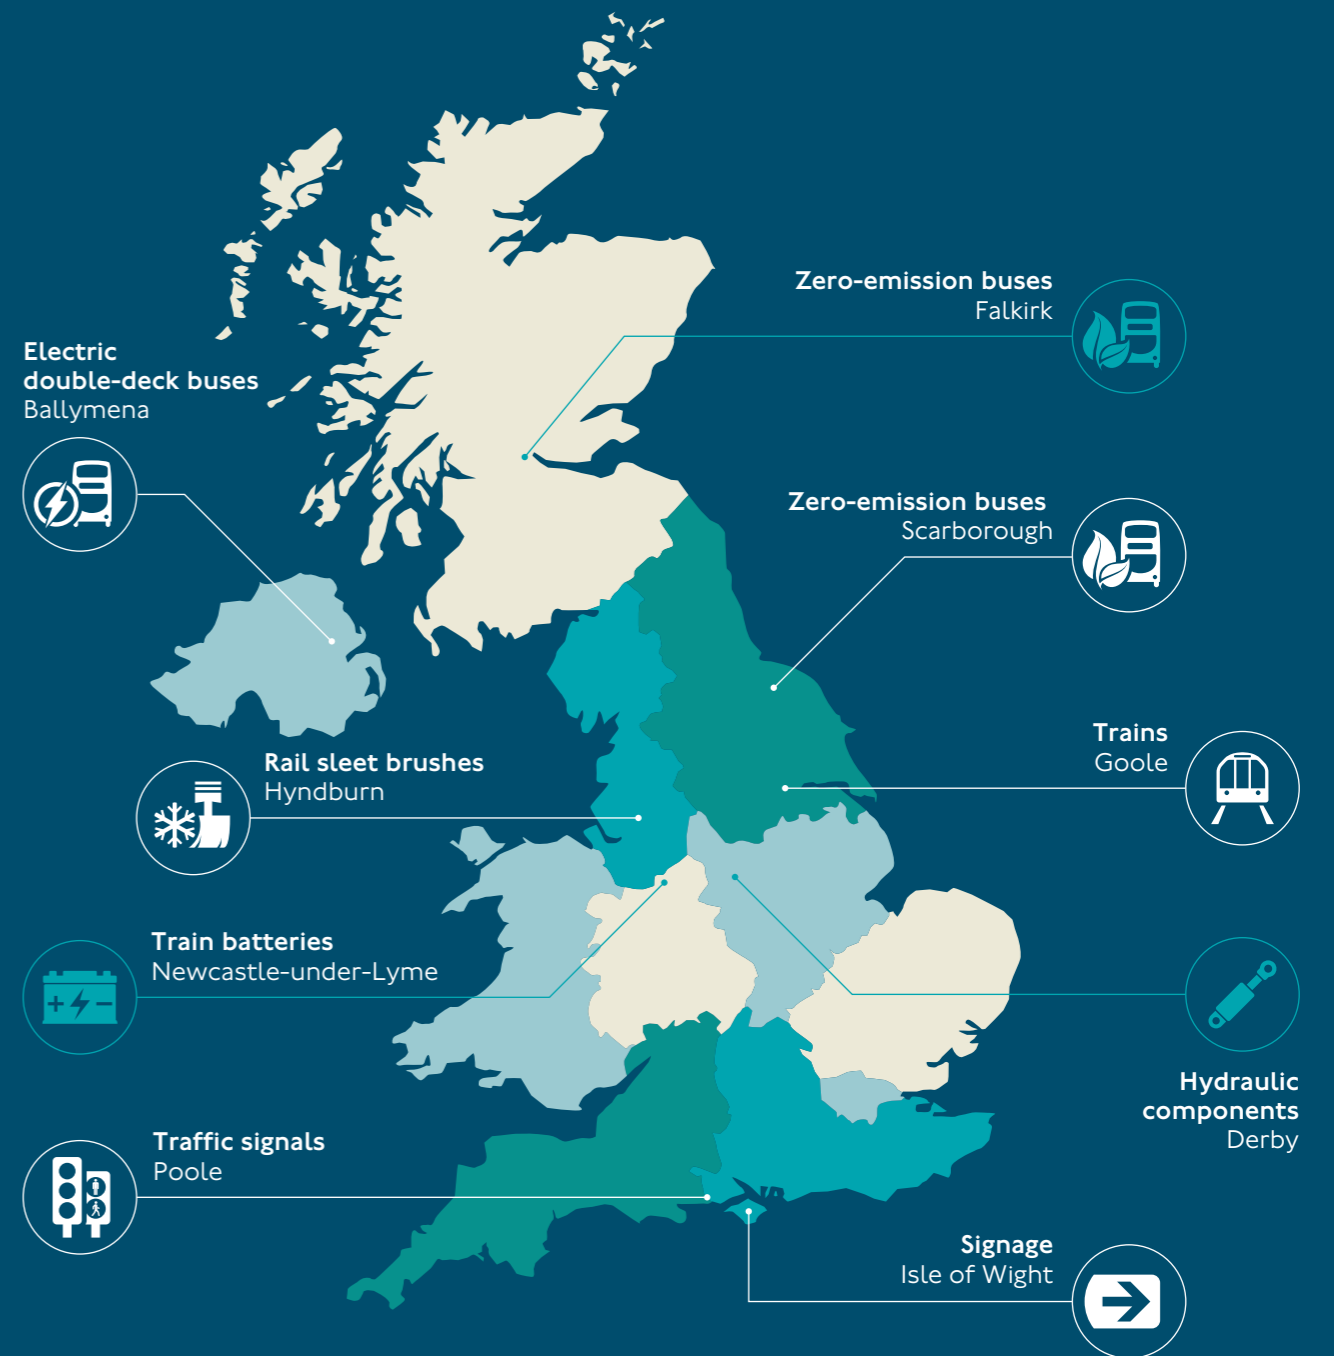 Zero-emission buses
Falkirk
Electric
double-deck buses
Ballymena
Zero-emission buses
Scarborough
Trains
Goole
Rail sleet brushes
Hyndburn
Train batteries
Newcastle-under-Lyme
Hydraulic
components
Derby
Traffic signals
Poole
Signage
Isle of Wight